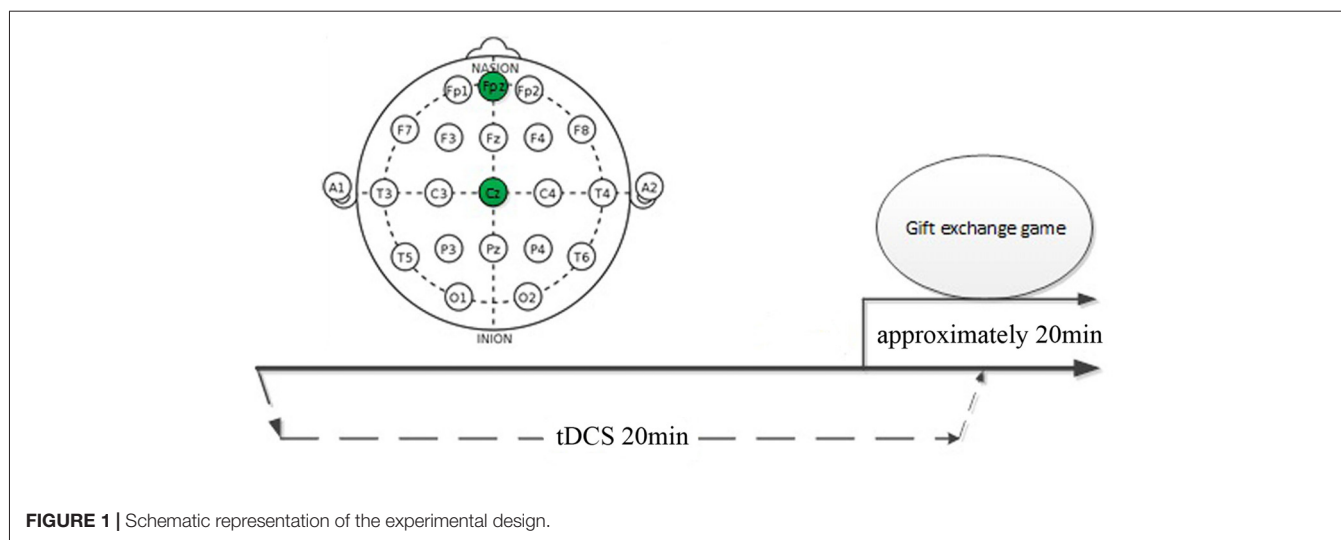 NASION
Fp1 Fpz Fp2
F7 F3 Fz F4 F8
A1 T3 C3 Cz C4 T4 A2
T5 P3 Pz P4 T6
O1 O2
INION
Gift exchange game
approximately 20min
tDCS 20min
FIGURE 1 | Schematic representation of the experimental design.